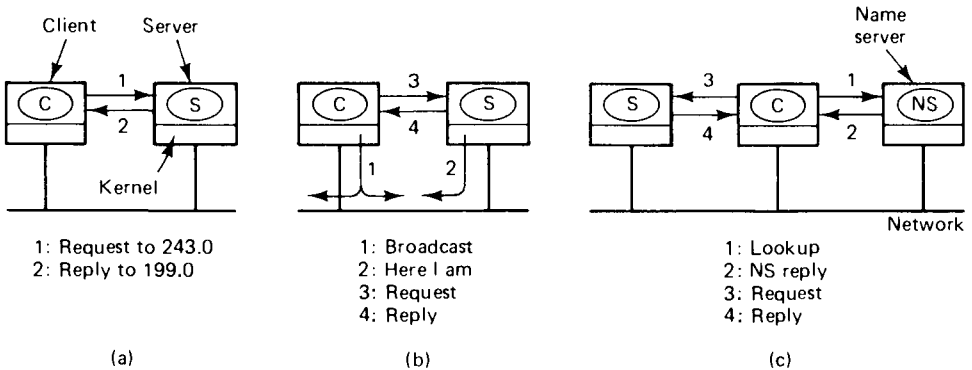 Client
Server
C
1
2
S
Kernel
1: Request to 243.0
2: Reply to 199.0
(a)
C
3
4
S
1
2
1: Broadcast
2: Here I am
3: Request
4: Reply
(b)
Name
server
S
3
4
C
1
2
NS
Network
1: Lookup
2: NS reply
3: Request
4: Reply
(c)